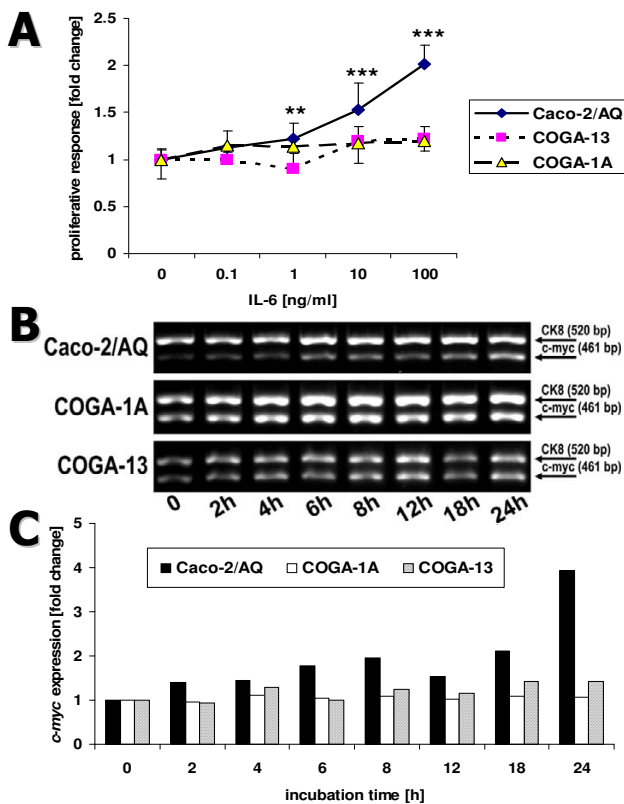 A
proliferative response [fold change]
2.5
2
1.5
1
0.5
0
** *** ***
0 0.1 1 10 100
IL-6 [ng/ml]
Caco-2/AQ
COGA-13
COGA-1A
B
Caco-2/AQ
CK8 (520 bp)
c-myc (461 bp)
COGA-1A
CK8 (520 bp)
c-myc (461 bp)
COGA-13
CK8 (520 bp)
c-myc (461 bp)
0 2h 4h 6h 8h 12h 18h 24h
C
c-myc expression [fold change]
5
4
3
2
1
0
Caco-2/AQ COGA-1A COGA-13
0 2 4 6 8 12 18 24
incubation time [h]